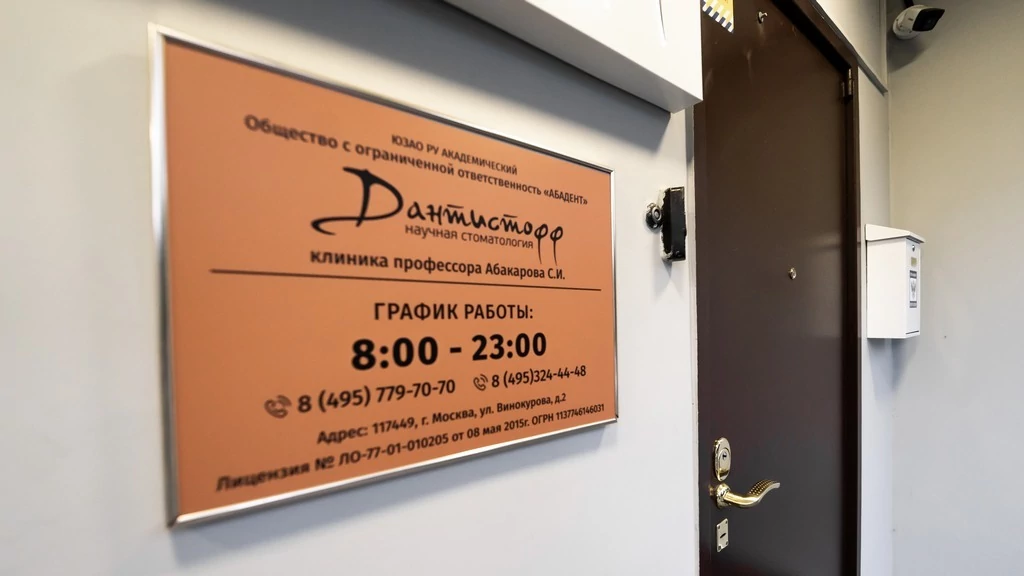 ЮЗАО РУ АКАДЕМИЧЕСКИЙ
Общество с ограниченной ответственность «АБАДЕНТ»
Дантистофф
научная стоматология
клиника профессора Абакарова С.И.
ГРАФИК РАБОТЫ:
8:00 - 23:00
8 (495) 779-70-70 8 (495)324-44-48
Адрес: 117449, г. Москва, ул. Винокурова, д.2
Лицензия № ЛО-77-01-010205 от 08 мая 2015г. ОГРН 1137746146031